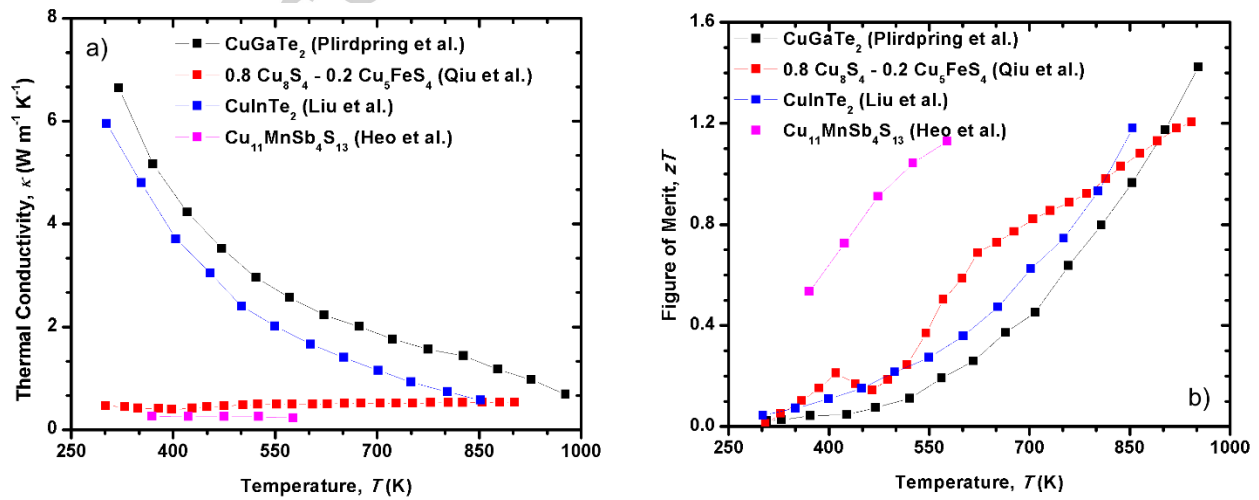 a)
CuGaTe₂ (Plirdpring et al.)
0.8 Cu₈S₄ - 0.2 Cu₅FeS₄ (Qiu et al.)
CuInTe₂ (Liu et al.)
Cu₁₁MnSb₄S₁₃ (Heo et al.)
Thermal Conductivity, κ (W m⁻¹ K⁻¹)
8
6
4
2
0
250 400 550 700 850 1000
Temperature, T (K)
CuGaTe₂ (Plirdpring et al.)
0.8 Cu₈S₄ - 0.2 Cu₅FeS₄ (Qiu et al.)
CuInTe₂ (Liu et al.)
Cu₁₁MnSb₄S₁₃ (Heo et al.)
Figure of Merit, zT
1.6
1.2
0.8
0.4
0.0
b)
250 400 550 700 850 1000
Temperature, T (K)